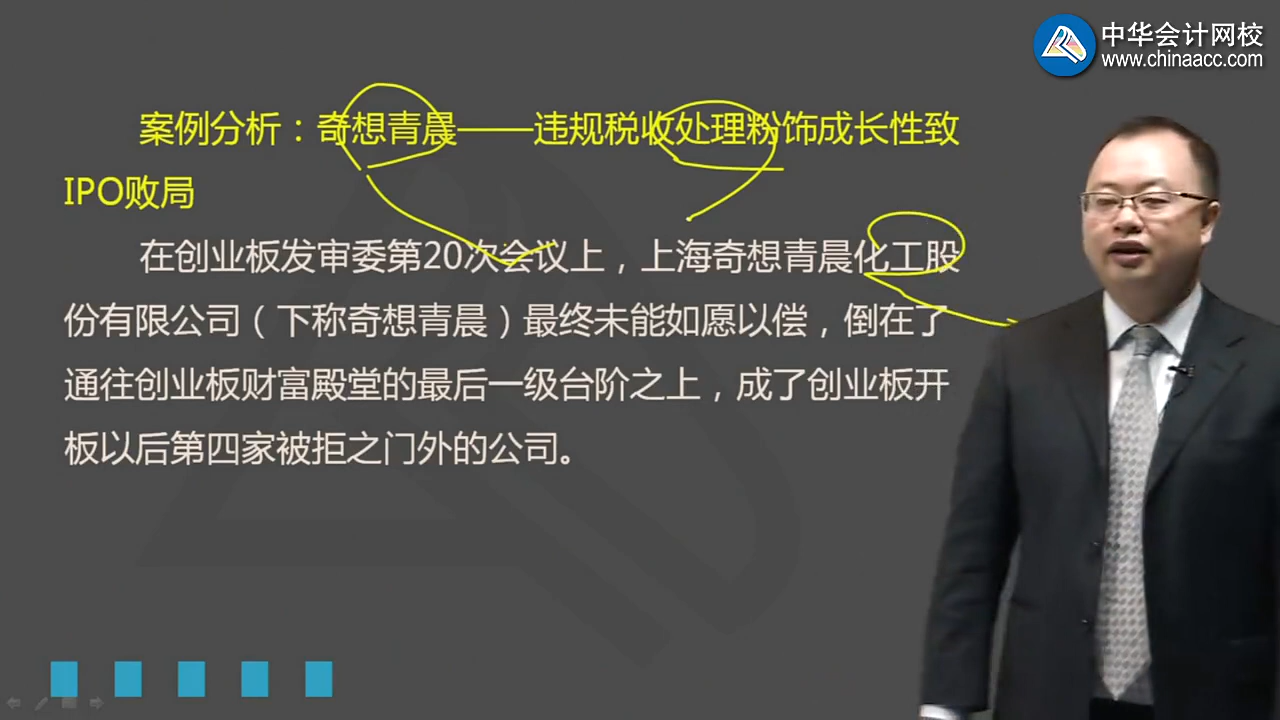 中华会计网校
www.chinaacc.com
案例分析：奇想青晨——违规税收处理粉饰成长性致
IPO败局
在创业板发审委第20次会议上，上海奇想青晨化工股
份有限公司（下称奇想青晨）最终未能如愿以偿，倒在了
通往创业板财富殿堂的最后一级台阶之上，成了创业板开
板以后第四家被拒之门外的公司。